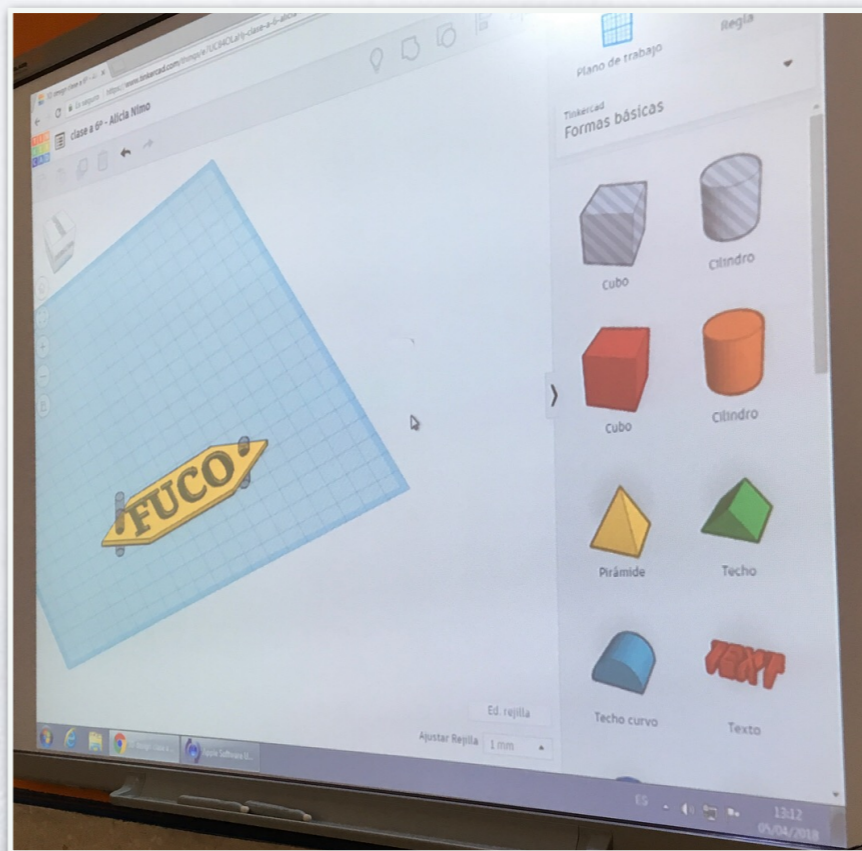 clase a 6º - Alicia Nimo
Plano de trabajo
Regla
Tinkercad
Formas básicas
Cubo
Cilindro
Cubo
Cilindro
Pirámide
Techo
Techo curvo
TEXT
Texto
FUCO
Ed. rejilla
Ajustar Rejilla
1 mm
ES
13:12
05/04/2018